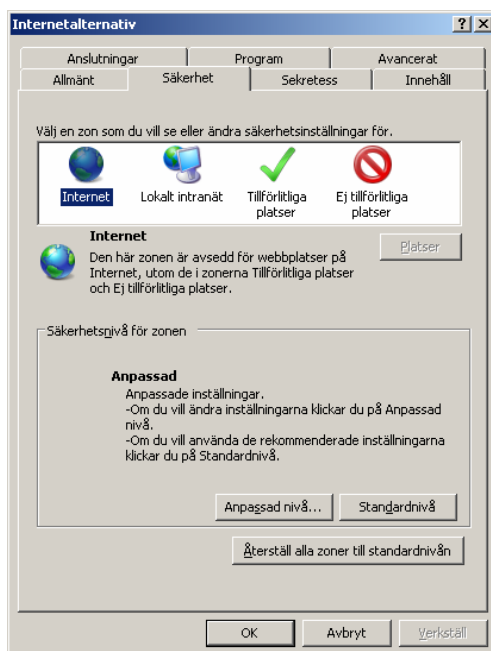 Internetalternativ
Anslutningar Program Avancerat
Allmänt Säkerhet Sekretess Innehåll
Välj en zon som du vill se eller ändra säkerhetsinställningar för.
Internet Lokalt intranät Tillförlitliga platser Ej tillförlitliga platser
Internet
Den här zonen är avsedd för webbplatser på
Internet, utom de i zonerna Tillförlitliga platser
och Ej tillförlitliga platser.
Platser
Säkerhetsnivå för zonen
Anpassad
Anpassade inställningar.
-Om du vill ändra inställningarna klickar du på Anpassad
nivå.
-Om du vill använda de rekommenderade inställningarna
klickar du på Standardnivå.
Anpassad nivå... Standardnivå
Återställ alla zoner till standardnivån
OK Avbryt Verkställ